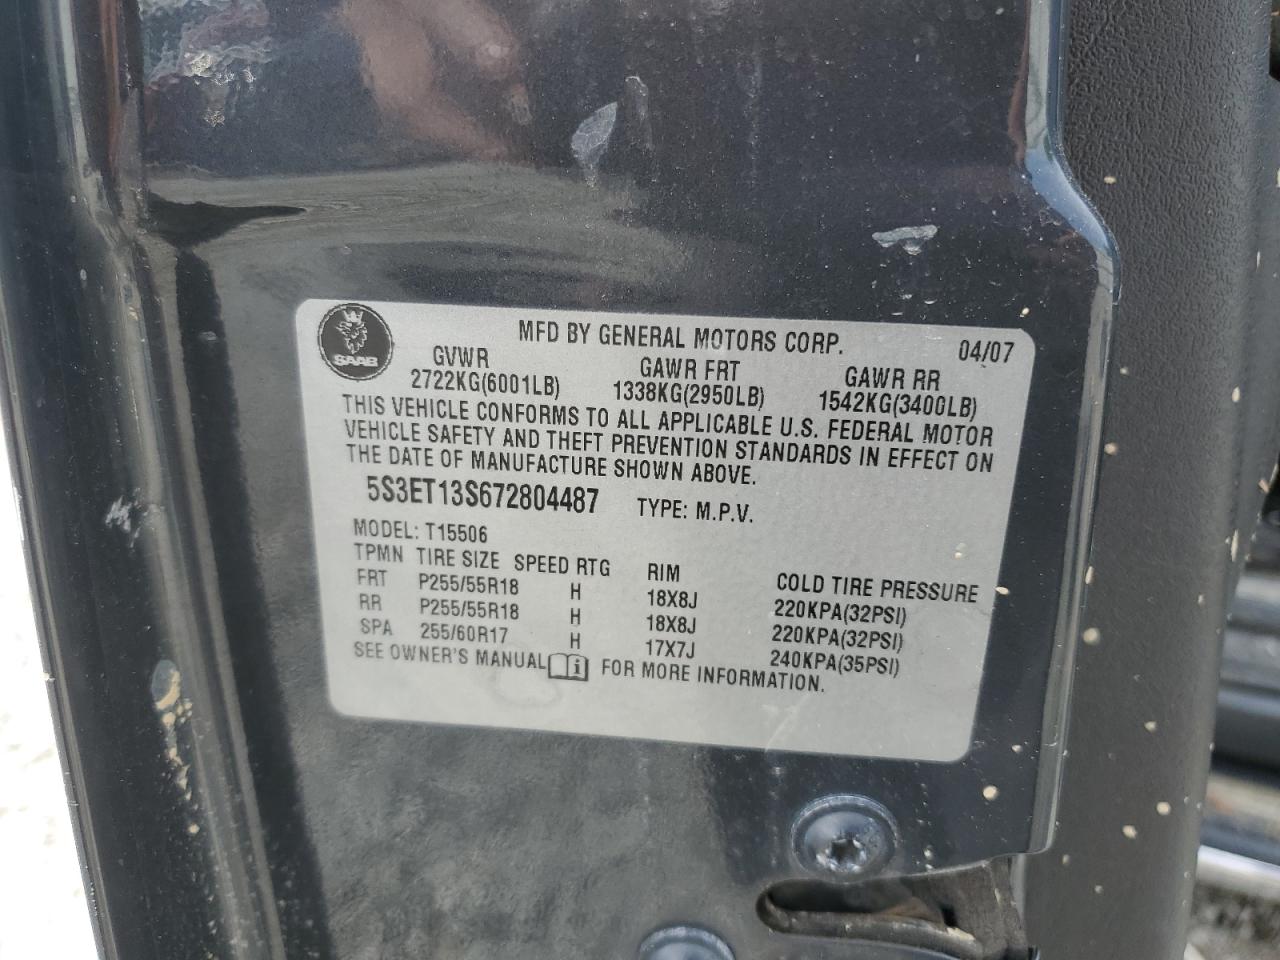 SAAB
MFD BY GENERAL MOTORS CORP. 04/07
GVWR GAWR FRT GAWR RR
2722KG(6001LB) 1338KG(2950LB) 1542KG(3400LB)
THIS VEHICLE CONFORMS TO ALL APPLICABLE U.S. FEDERAL MOTOR
VEHICLE SAFETY AND THEFT PREVENTION STANDARDS IN EFFECT ON
THE DATE OF MANUFACTURE SHOWN ABOVE.
5S3ET13S672804487 TYPE: M.P.V.
MODEL: T15506
TPMN TIRE SIZE SPEED RTG RIM COLD TIRE PRESSURE
FRT P255/55R18 H 18X8J 220KPA(32PSI)
RR P255/55R18 H 18X8J 220KPA(32PSI)
SPA 255/60R17 H 17X7J 240KPA(35PSI)
SEE OWNER'S MANUAL i FOR MORE INFORMATION.